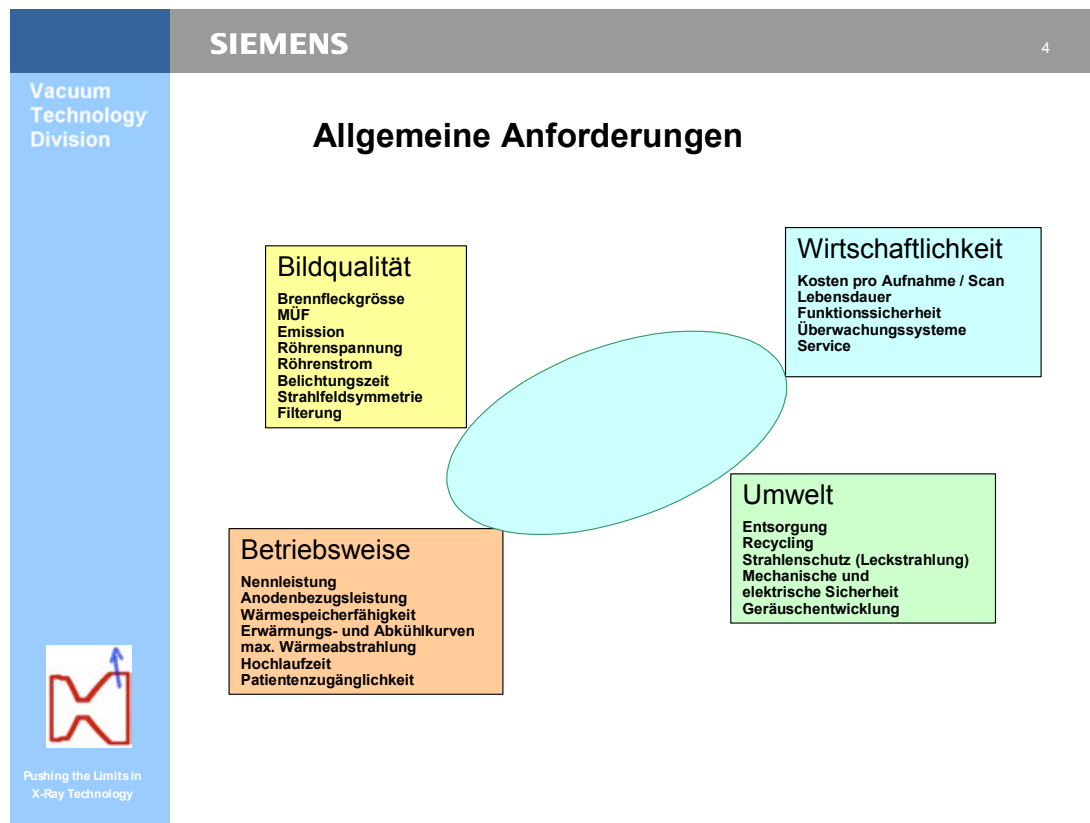 SIEMENS
4
Vacuum
Technology
Division
Allgemeine Anforderungen
Bildqualität
Brennfleckgrösse
MÜF
Emission
Röhrenspannung
Röhrenstrom
Belichtungszeit
Strahlfeldsymmetrie
Filterung
Wirtschaftlichkeit
Kosten pro Aufnahme / Scan
Lebensdauer
Funktionssicherheit
Überwachungssysteme
Service
Betriebsweise
Nennleistung
Anodenbezugsleistung
Wärmespeicherfähigkeit
Erwärmungs- und Abkühlkurven
max. Wärmeabstrahlung
Hochlaufzeit
Patientenzugänglichkeit
Umwelt
Entsorgung
Recycling
Strahlenschutz (Leckstrahlung)
Mechanische und
elektrische Sicherheit
Geräuschentwicklung
Pushing the Limits in
X-Ray Technology